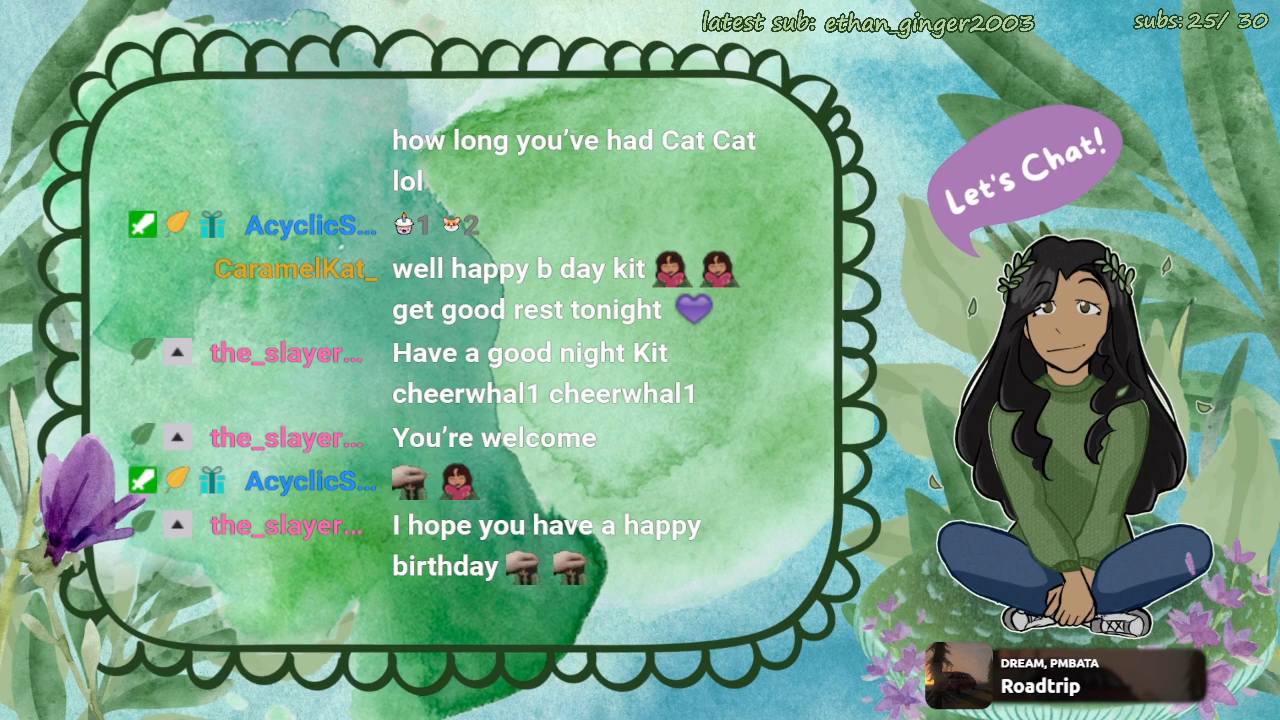 latest sub: ethan_ginger2003
subs: 25/ 30
how long you’ve had Cat Cat
lol
AcyclicS... 1 2
CaramelKat_ well happy b day kit
get good rest tonight
the_slayer... Have a good night Kit
cheerwhal1 cheerwhal1
the_slayer... You’re welcome
AcyclicS...
the_slayer... I hope you have a happy
birthday
Let's Chat!
DREAM, PMBATA
Roadtrip